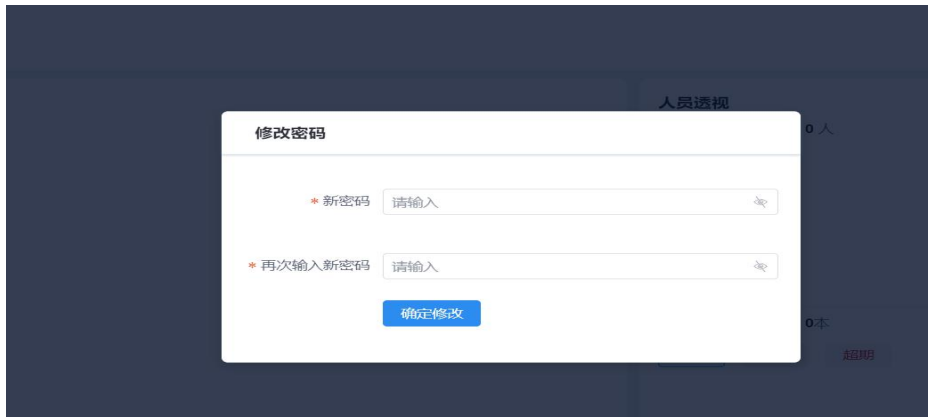 人员透视
修改密码
0 人
* 新密码
请输入
* 再次输入新密码
请输入
确定修改
0本
超期